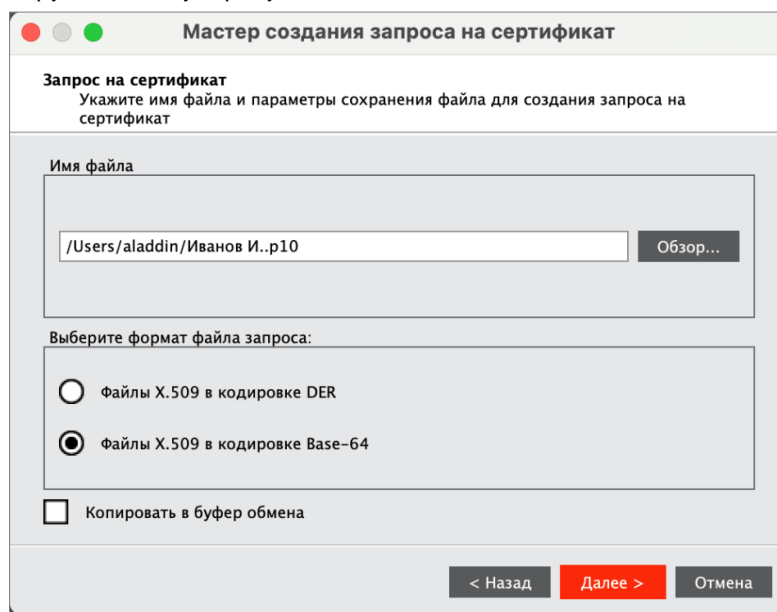 Мастер создания запроса на сертификат
Запрос на сертификат
Укажите имя файла и параметры сохранения файла для создания запроса на
сертификат
Имя файла
/Users/aladdin/Иванов И..p10
Обзор...
Выберите формат файла запроса:
Файлы X.509 в кодировке DER
Файлы X.509 в кодировке Base-64
Копировать в буфер обмена
< Назад
Далее >
Отмена